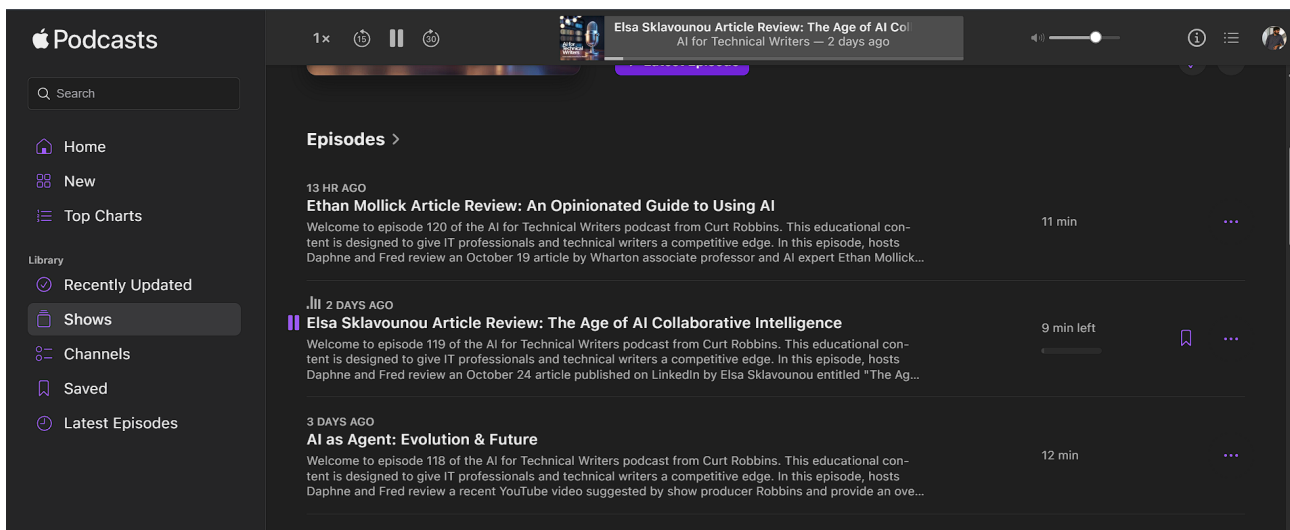 Podcasts
Search
Home
New
Top Charts
Library
Recently Updated
Shows
Channels
Saved
Latest Episodes
1×
15
30
AI for
Technical
Writers
Elsa Sklavounou Article Review: The Age of AI Coll
AI for Technical Writers — 2 days ago
Latest Episode
Episodes
13 HR AGO
Ethan Mollick Article Review: An Opinionated Guide to Using AI
Welcome to episode 120 of the AI for Technical Writers podcast from Curt Robbins. This educational con-
tent is designed to give IT professionals and technical writers a competitive edge. In this episode, hosts
Daphne and Fred review an October 19 article by Wharton associate professor and AI expert Ethan Mollick...
11 min
2 DAYS AGO
Elsa Sklavounou Article Review: The Age of AI Collaborative Intelligence
Welcome to episode 119 of the AI for Technical Writers podcast from Curt Robbins. This educational con-
tent is designed to give IT professionals and technical writers a competitive edge. In this episode, hosts
Daphne and Fred review an October 24 article published on LinkedIn by Elsa Sklavounou entitled "The Ag...
9 min left
3 DAYS AGO
AI as Agent: Evolution & Future
Welcome to episode 118 of the AI for Technical Writers podcast from Curt Robbins. This educational con-
tent is designed to give IT professionals and technical writers a competitive edge. In this episode, hosts
Daphne and Fred review a recent YouTube video suggested by show producer Robbins and provide an ove...
12 min